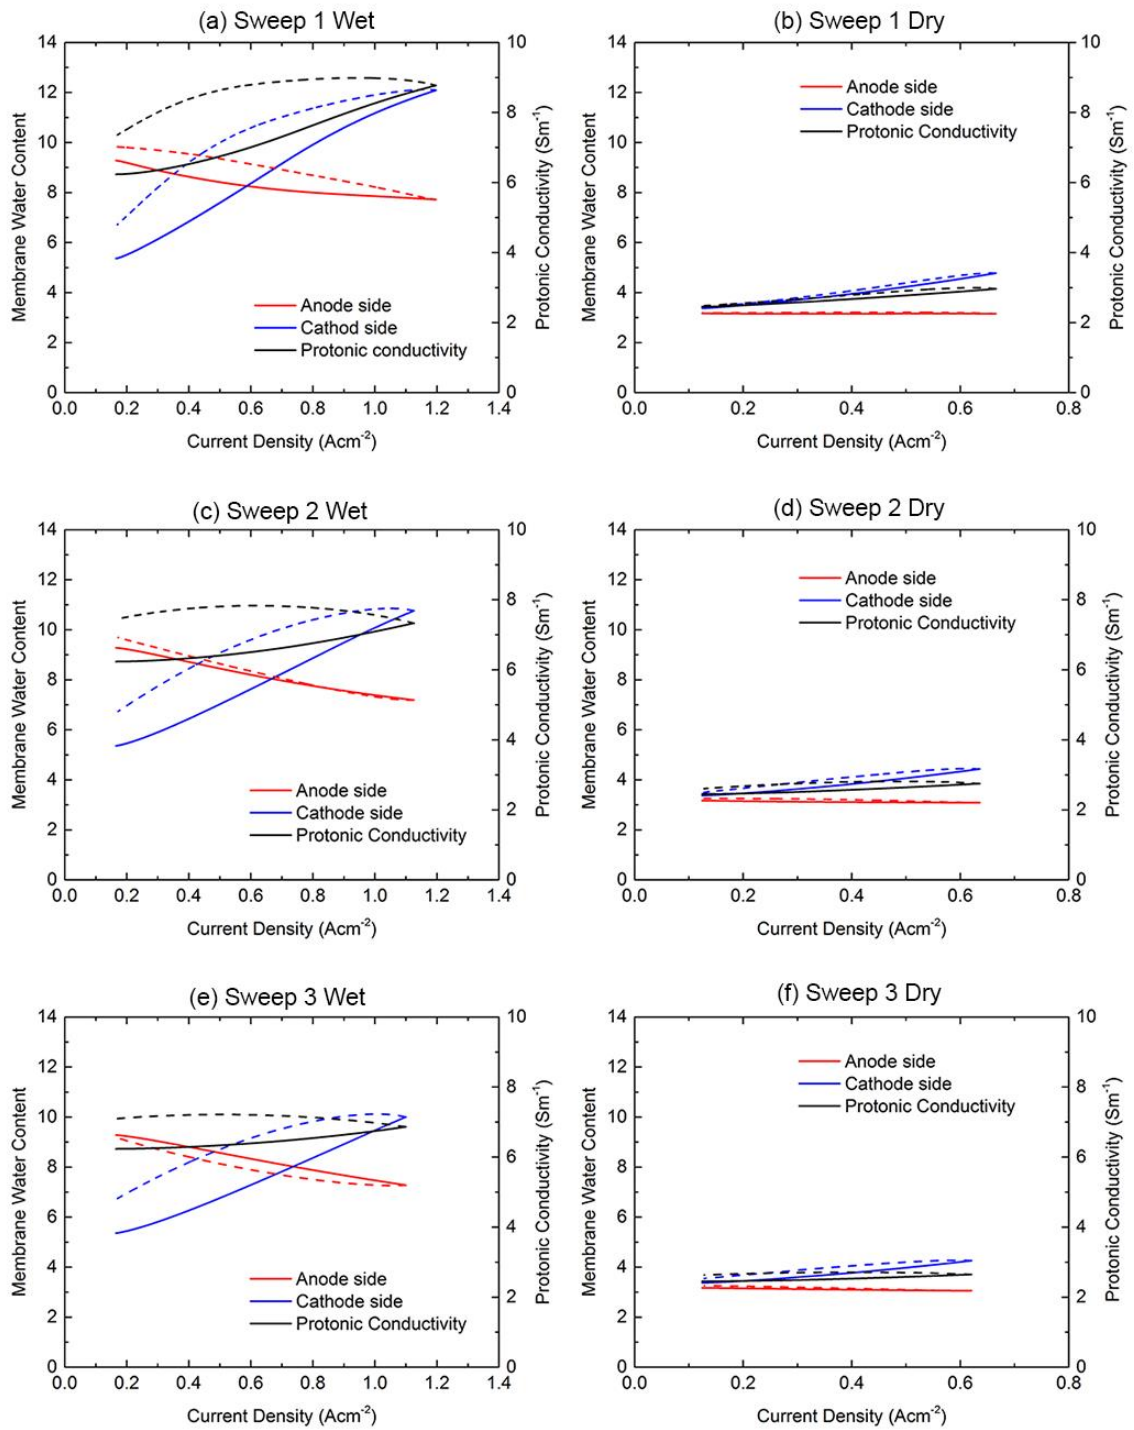 (a) Sweep 1 Wet
14
12
10
8
6
4
2
0
10
8
6
4
2
0
0.0 0.2 0.4 0.6 0.8 1.0 1.2 1.4
Membrane Water Content
Protonic Conductivity (Sm⁻¹)
Current Density (Acm⁻²)
Anode side
Cathod side
Protonic conductivity
(b) Sweep 1 Dry
14
12
10
8
6
4
2
0
10
8
6
4
2
0
0.0 0.2 0.4 0.6 0.8
Membrane Water Content
Protonic Conductivity (Sm⁻¹)
Current Density (Acm⁻²)
Anode side
Cathode side
Protonic Conductivity
(c) Sweep 2 Wet
14
12
10
8
6
4
2
0
10
8
6
4
2
0
0.0 0.2 0.4 0.6 0.8 1.0 1.2 1.4
Membrane Water Content
Protonic Conductivity (Sm⁻¹)
Current Density (Acm⁻²)
Anode side
Cathode side
Protonic Conductivity
(d) Sweep 2 Dry
14
12
10
8
6
4
2
0
10
8
6
4
2
0
0.0 0.2 0.4 0.6 0.8
Membrane Water Content
Protonic Conductivity (Sm⁻¹)
Current Density (Acm⁻²)
Anode side
Cathode side
Protonic Conductivity
(e) Sweep 3 Wet
14
12
10
8
6
4
2
0
10
8
6
4
2
0
0.0 0.2 0.4 0.6 0.8 1.0 1.2 1.4
Membrane Water Content
Protonic Conductivity (Sm⁻¹)
Current Density (Acm⁻²)
Anode side
Cathode side
Protonic Conductivity
(f) Sweep 3 Dry
14
12
10
8
6
4
2
0
10
8
6
4
2
0
0.0 0.2 0.4 0.6 0.8
Membrane Water Content
Protonic Conductivity (Sm⁻¹)
Current Density (Acm⁻²)
Anode side
Cathode side
Protonic Conductivity